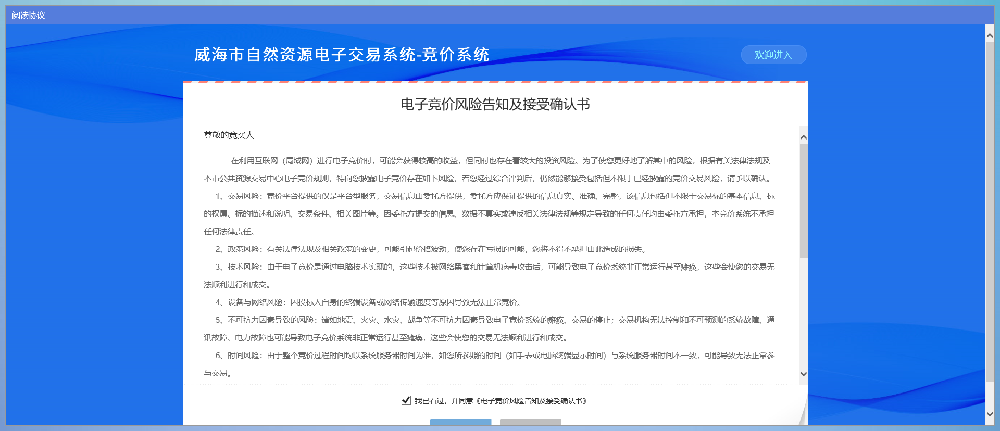 阅读协议
威海市自然资源电子交易系统-竞价系统
欢迎进入
电子竞价风险告知及接受确认书
尊敬的竞买人
在利用互联网（局域网）进行电子竞价时，可能会获得较高的收益，但同时也存在着较大的投资风险。为了使您更好地了解其中的风险，根据有关法律法规及
本市公共资源交易中心电子竞价规则，特向您披露电子竞价存在如下风险，若您经过综合评判后，仍然能够接受包括但不限于已经披露的竞价交易风险，请予以确认。
1、交易风险：竞价平台提供的仅是平台型服务，交易信息由委托方提供，委托方应保证提供的信息真实、准确、完整，该信息包括但不限于交易标的基本信息、标
的权属、标的描述和说明、交易条件、相关图片等。因委托方提交的信息、数据不真实或违反相关法律法规等规定导致的任何责任均由委托方承担，本竞价系统不承担
任何法律责任。
2、政策风险：有关法律法规及相关政策的变更，可能引起价格波动，使您存在亏损的可能，您将不得不承担由此造成的损失。
3、技术风险：由于电子竞价是通过电脑技术实现的，这些技术被网络黑客和计算机病毒攻击后，可能导致电子竞价系统非正常运行甚至瘫痪，这些会使您的交易无
法顺利进行和成交。
4、设备与网络风险：因投标人自身的终端设备或网络传输速度等原因导致无法正常竞价。
5、不可抗力因素导致的风险：诸如地震、火灾、水灾、战争等不可抗力因素导致电子竞价系统的瘫痪、交易的停止；交易机构无法控制和不可预测的系统故障、通
讯故障、电力故障也可能导致电子竞价系统非正常运行甚至瘫痪，这些会使您的交易无法顺利进行和成交。
6、时间风险：由于整个竞价过程时间均以系统服务器时间为准，如您所参照的时间（如手表或电脑终端显示时间）与系统服务器时间不一致，可能导致无法正常参
与交易。
我已看过，并同意《电子竞价风险告知及接受确认书》